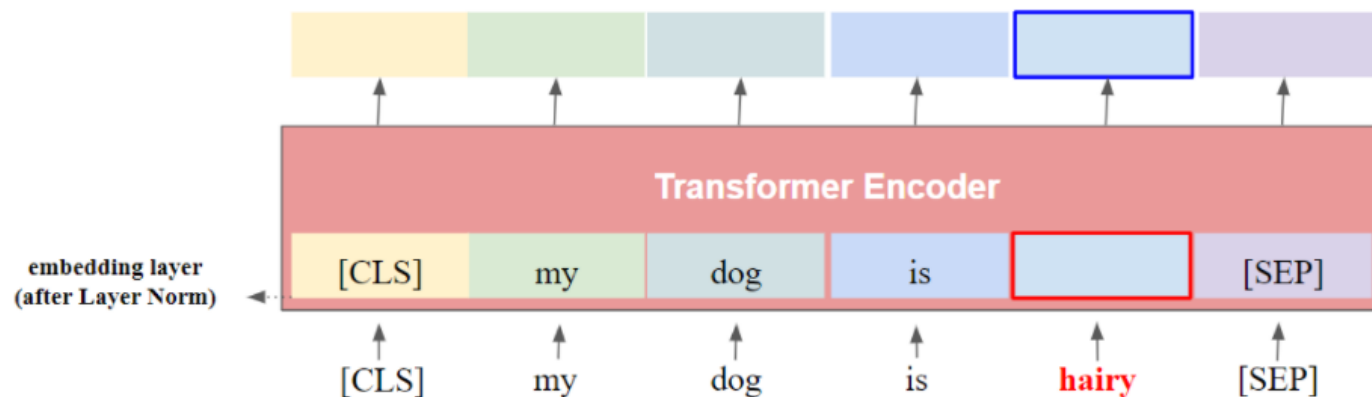 Transformer Encoder
embedding layer
(after Layer Norm)
[CLS] my dog is [SEP]
[CLS] my dog is hairy [SEP]